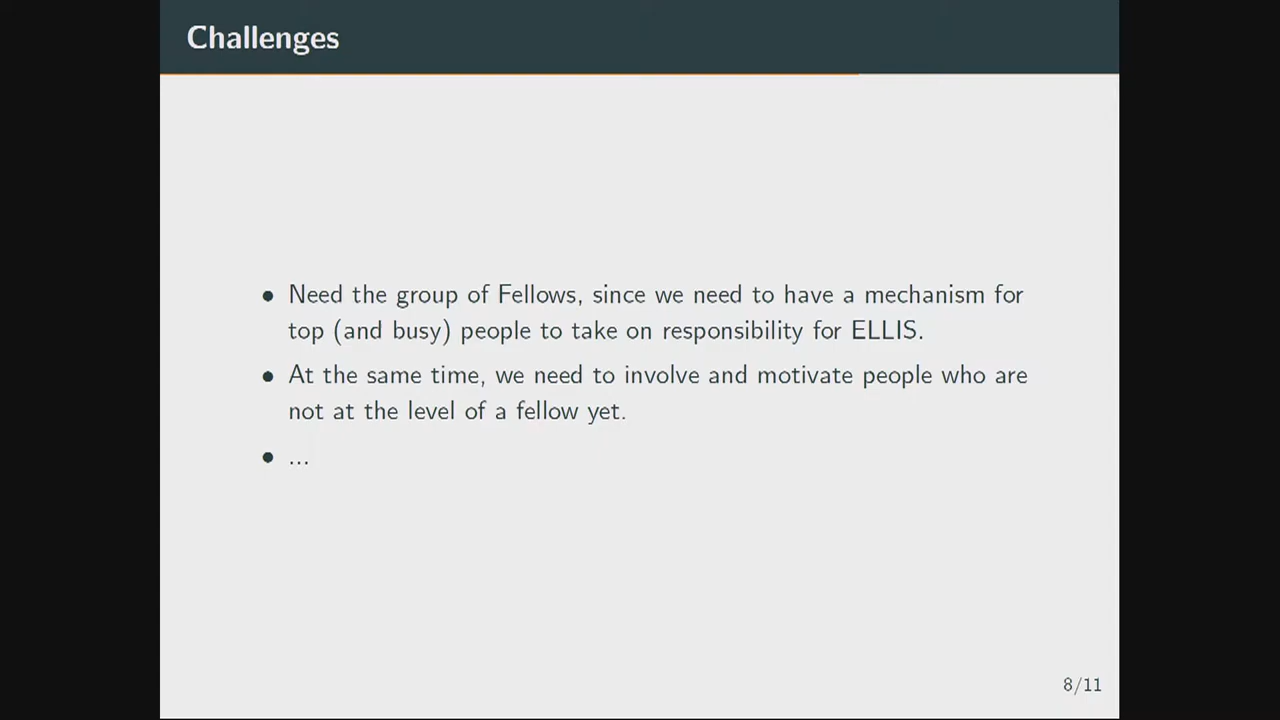 Challenges
• Need the group of Fellows, since we need to have a mechanism for
top (and busy) people to take on responsibility for ELLIS.
• At the same time, we need to involve and motivate people who are
not at the level of a fellow yet.
• ...
8/11